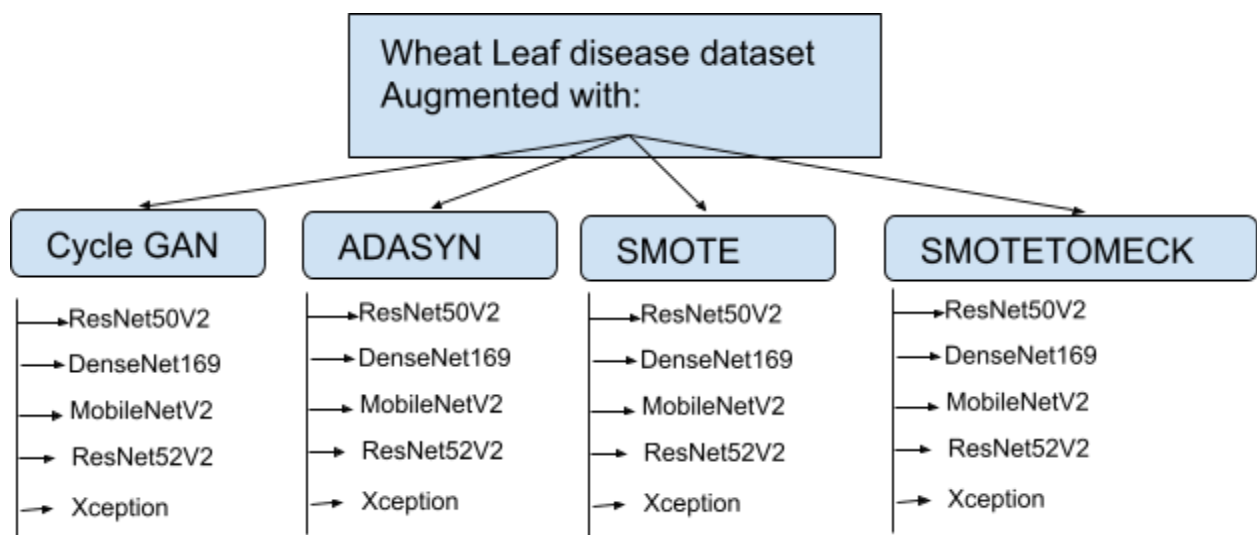 Wheat Leaf disease dataset
Augmented with:
Cycle GAN
ResNet50V2
DenseNet169
MobileNetV2
ResNet52V2
Xception
ADASYN
ResNet50V2
DenseNet169
MobileNetV2
ResNet52V2
Xception
SMOTE
ResNet50V2
DenseNet169
MobileNetV2
ResNet52V2
Xception
SMOTETOMECK
ResNet50V2
DenseNet169
MobileNetV2
ResNet52V2
Xception